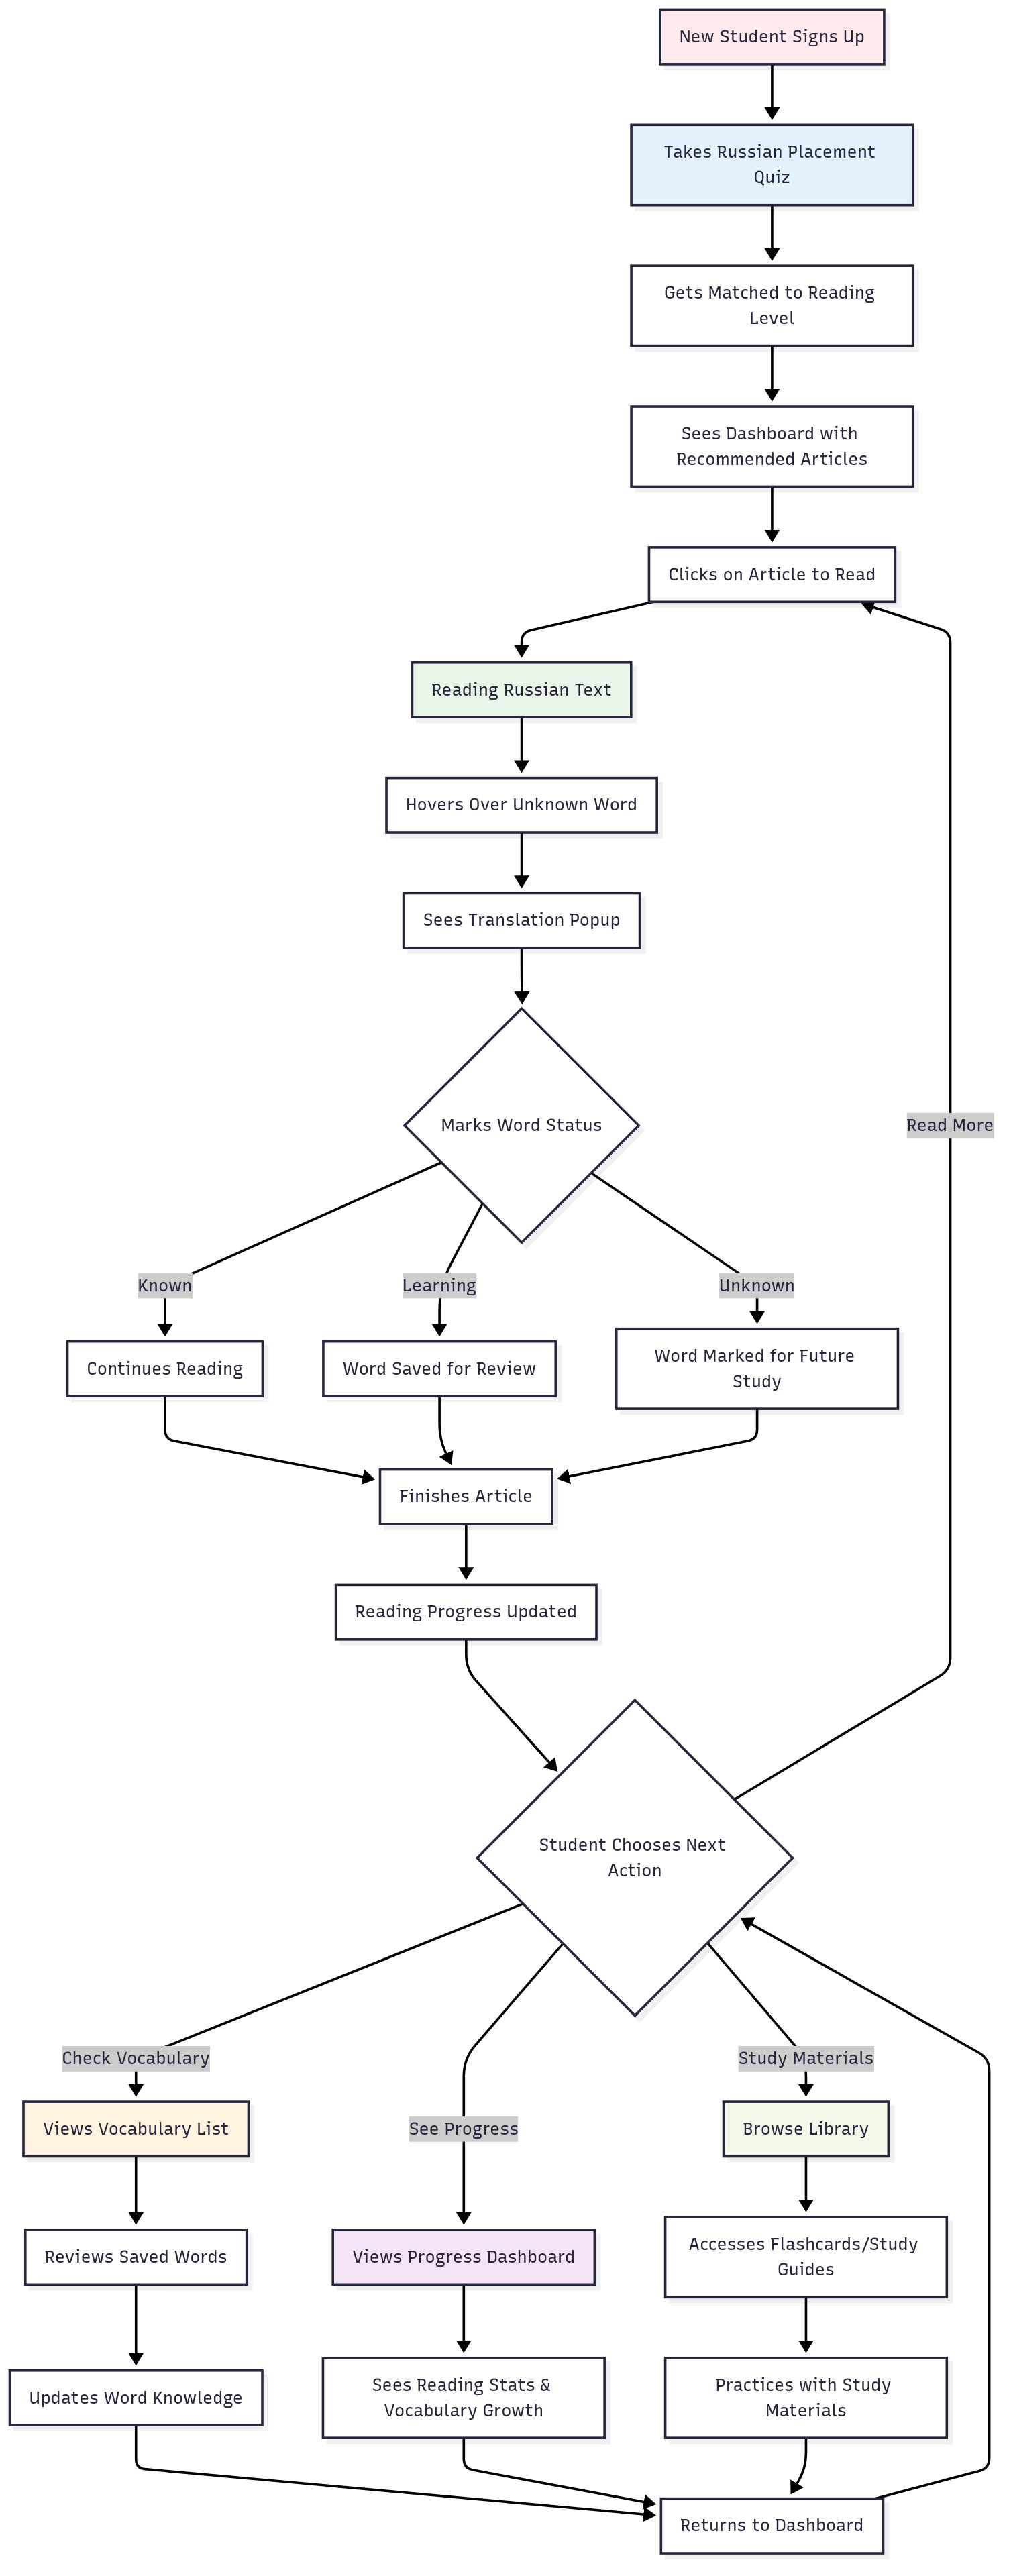 New Student Signs Up
Takes Russian Placement
Quiz
Gets Matched to Reading
Level
Sees Dashboard with
Recommended Articles
Clicks on Article to Read
Reading Russian Text
Hovers Over Unknown Word
Sees Translation Popup
Marks Word Status
Read More
Known
Learning
Unknown
Continues Reading
Word Saved for Review
Word Marked for Future
Study
Finishes Article
Reading Progress Updated
Student Chooses Next
Action
Check Vocabulary
Study Materials
See Progress
Views Vocabulary List
Browse Library
Reviews Saved Words
Views Progress Dashboard
Accesses Flashcards/Study
Guides
Updates Word Knowledge
Sees Reading Stats &
Vocabulary Growth
Practices with Study
Materials
Returns to Dashboard